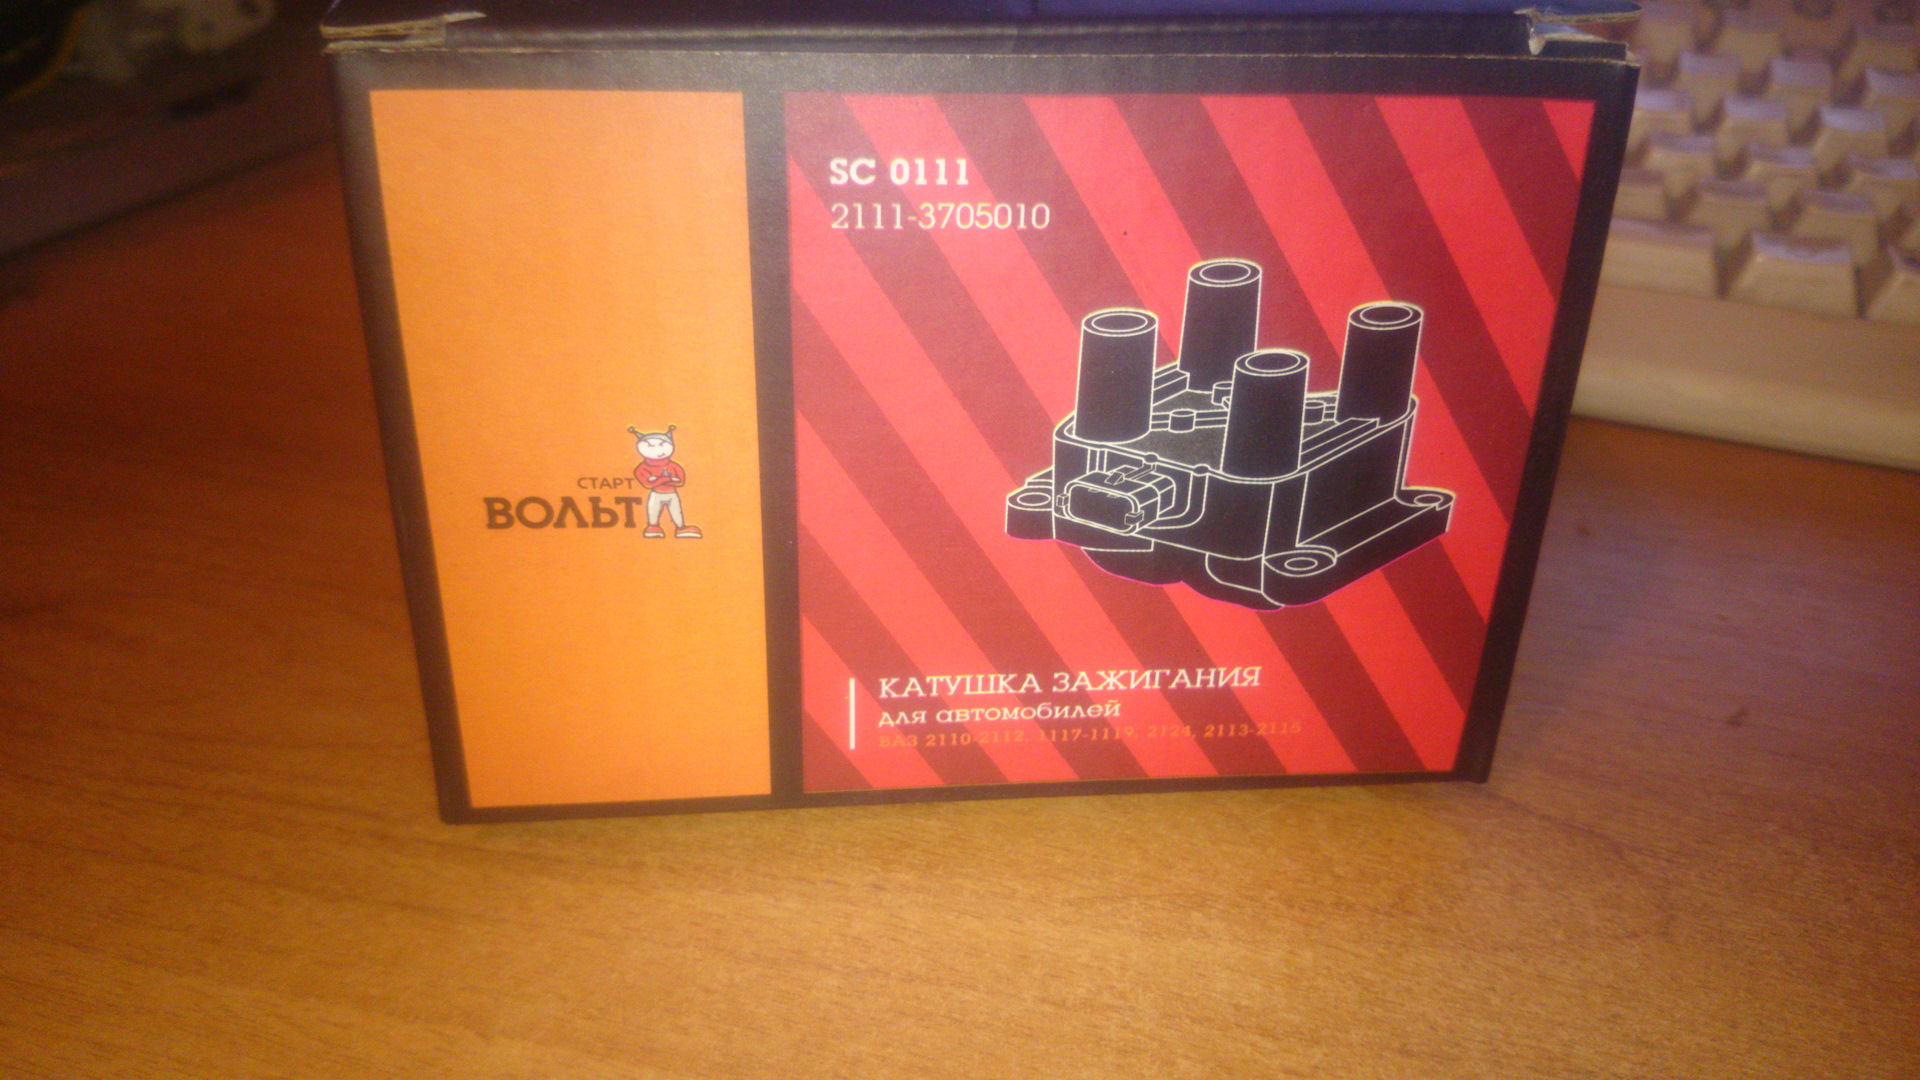 СТАРТ
ВОЛЬТ
SC 0111
2111-3705010
КАТУШКА ЗАЖИГАНИЯ
для автомобилей
ВАЗ 2110-2112, 1117-1119, 2124, 2113-2115